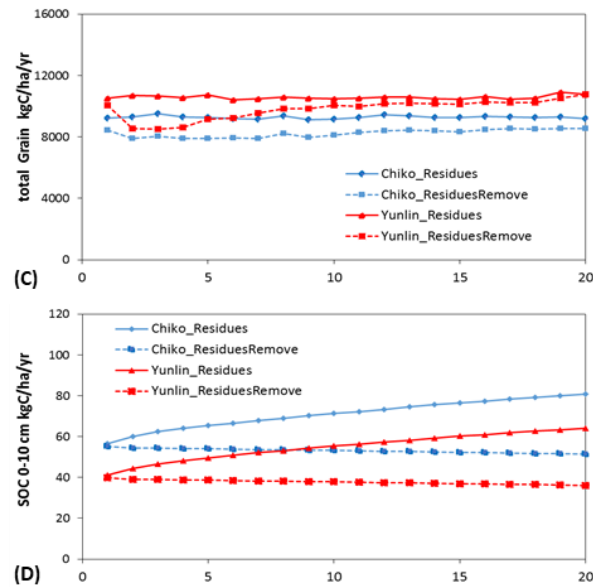 16000
12000
8000
4000
0
total Grain kgC/ha/yr
Chiko_Residues
Chiko_ResiduesRemove
Yunlin_Residues
Yunlin_ResiduesRemove
0 5 10 15 20
(C)
120
100
80
60
40
20
0
SOC 0-10 cm kgC/ha/yr
Chiko_Residues
Chiko_ResiduesRemove
Yunlin_Residues
Yunlin_ResiduesRemove
0 5 10 15 20
(D)